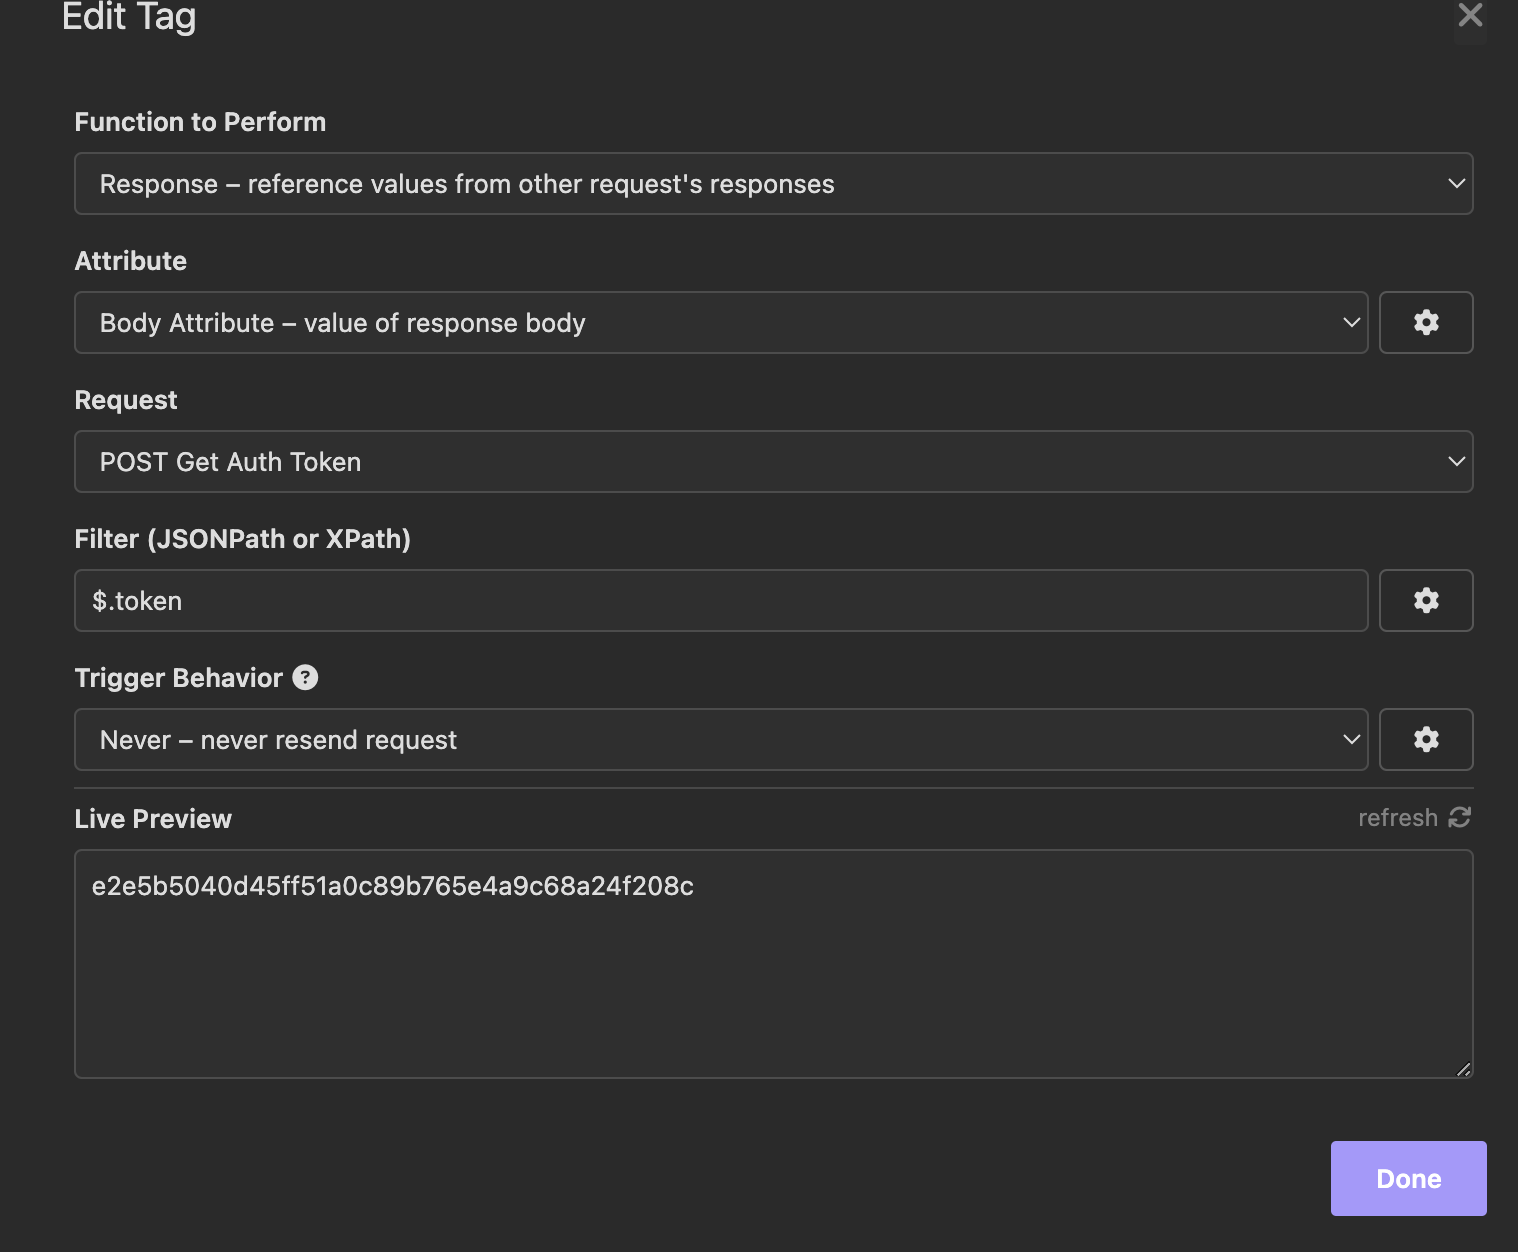 Edit Tag
Function to Perform
Response – reference values from other request's responses
Attribute
Body Attribute – value of response body
Request
POST Get Auth Token
Filter (JSONPath or XPath)
$.token
Trigger Behavior ?
Never – never resend request
Live Preview
refresh
e2e5b5040d45ff51a0c89b765e4a9c68a24f208c
Done